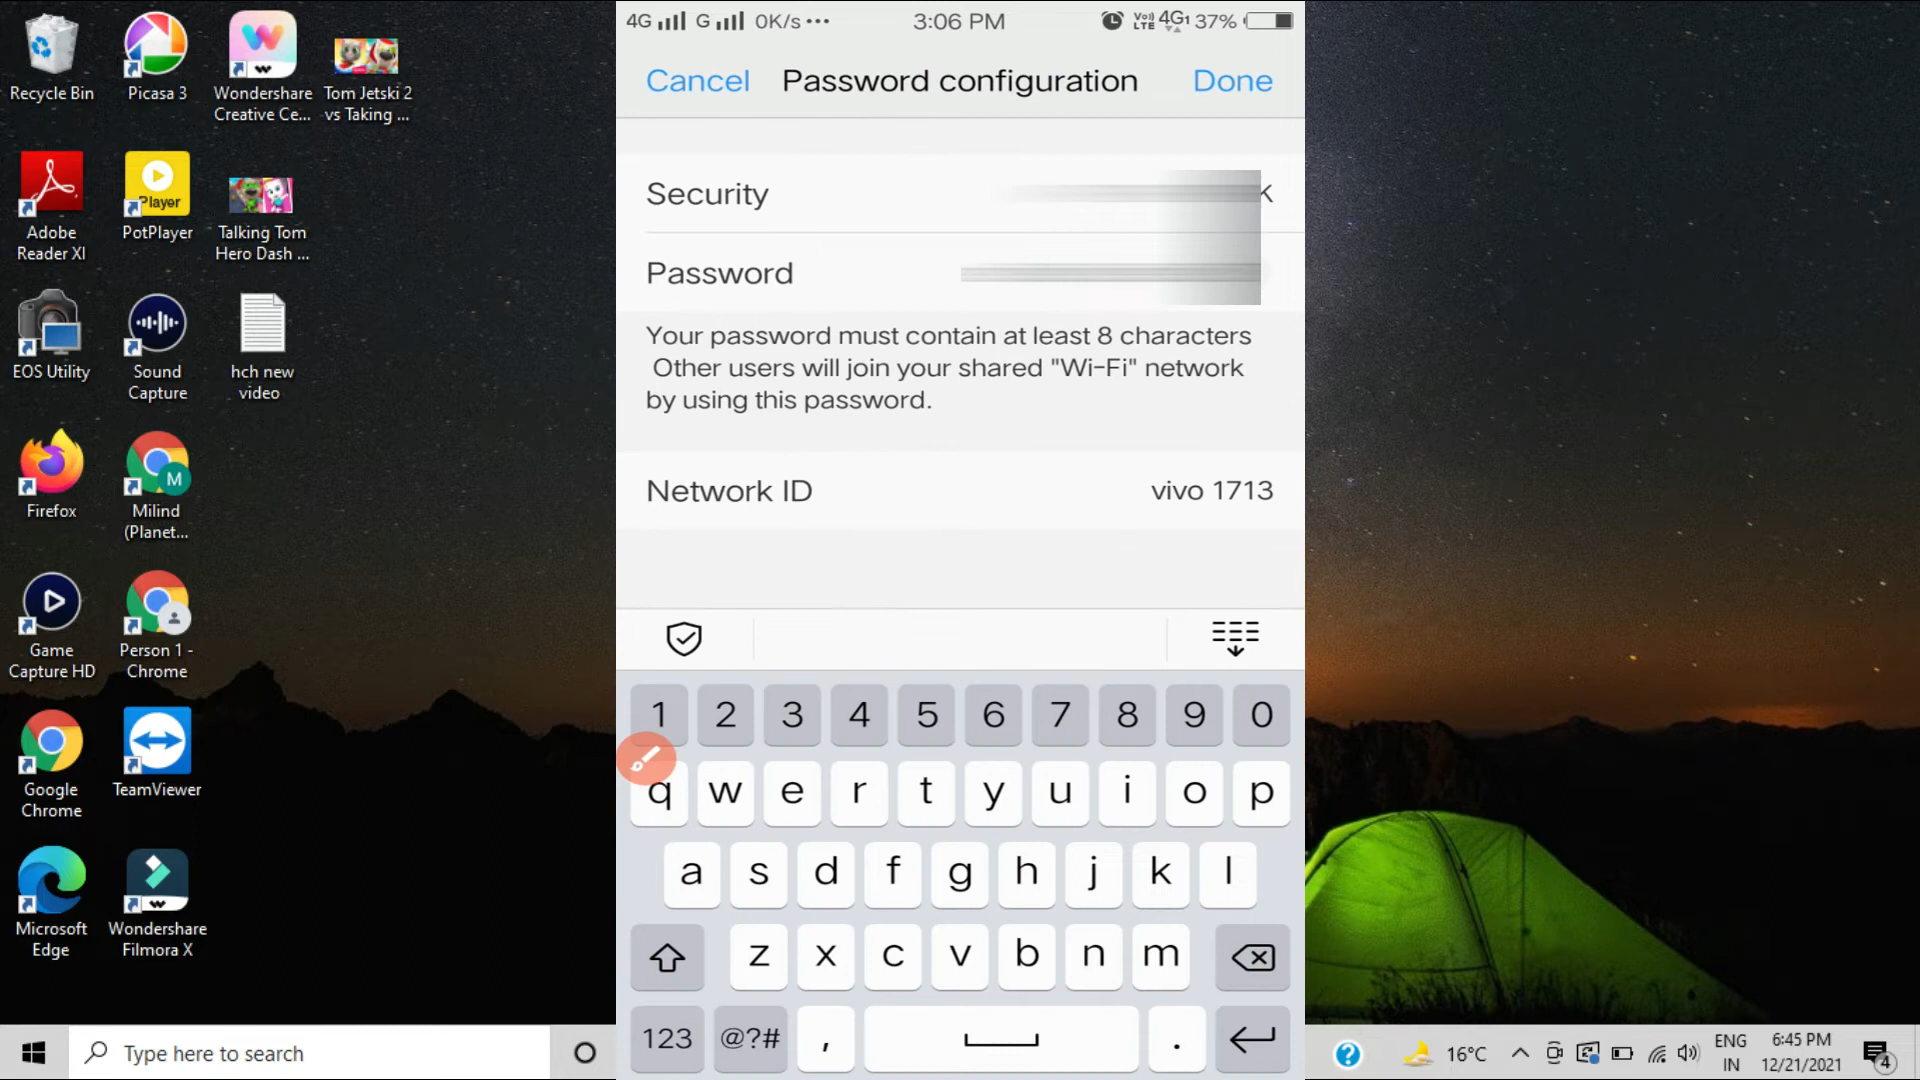 Recycle Bin
Picasa 3
Wondershare
Creative Ce...
Tom Jetski 2
vs Taking ...
Adobe
Reader XI
Player
PotPlayer
Talking Tom
Hero Dash ...
EOS Utility
Sound
Capture
hch new
video
Firefox
M
Milind
(Planet...
Game
Capture HD
Person 1 -
Chrome
Google
Chrome
TeamViewer
Microsoft
Edge
Wondershare
Filmora X
Type here to search
4G G 0K/s ••• 3:06 PM VoLTE 4G1 37%
Cancel Password configuration Done
Security K
Password
Your password must contain at least 8 characters
Other users will join your shared "Wi-Fi" network
by using this password.
Network ID vivo 1713
1 2 3 4 5 6 7 8 9 0
q w e r t y u i o p
a s d f g h j k l
z x c v b n m
123 @?# , .
16°C
ENG
IN
6:45 PM
12/21/2021
4